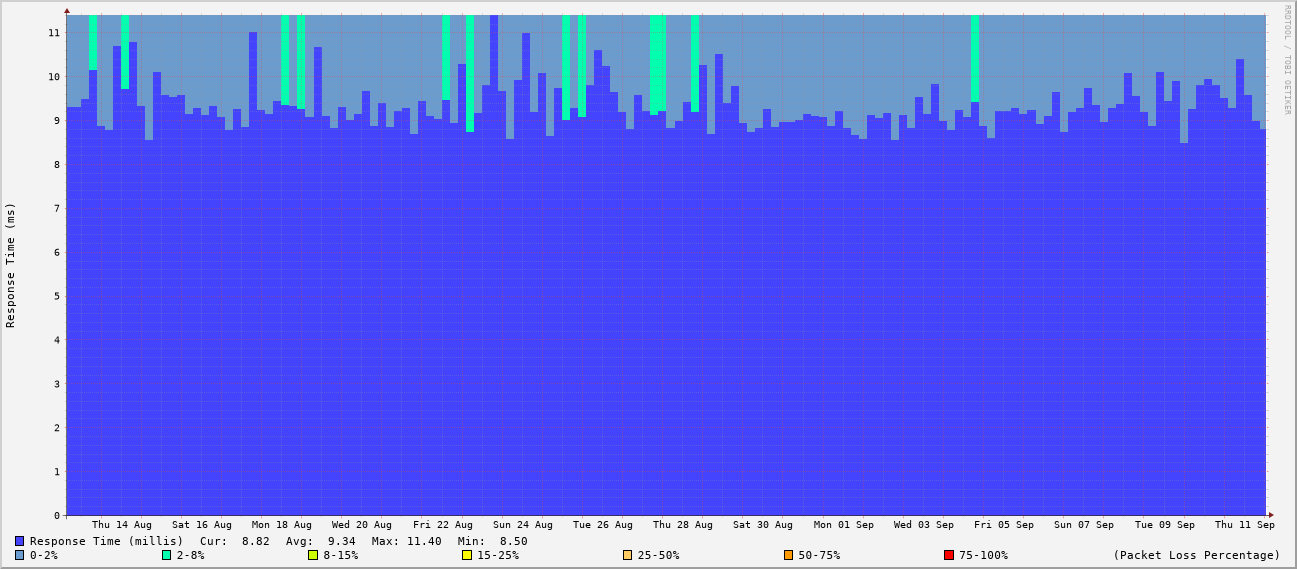 RRDTOOL / TOBI OETIKER
Response Time (ms)
11
10
9
8
7
6
5
4
3
2
1
0
Thu 14 Aug Sat 16 Aug Mon 18 Aug Wed 20 Aug Fri 22 Aug Sun 24 Aug Tue 26 Aug Thu 28 Aug Sat 30 Aug Mon 01 Sep Wed 03 Sep Fri 05 Sep Sun 07 Sep Tue 09 Sep Thu 11 Sep
Response Time (millis) Cur: 8.82 Avg: 9.34 Max: 11.40 Min: 8.50
0-2% 2-8% 8-15% 15-25% 25-50% 50-75% 75-100% (Packet Loss Percentage)